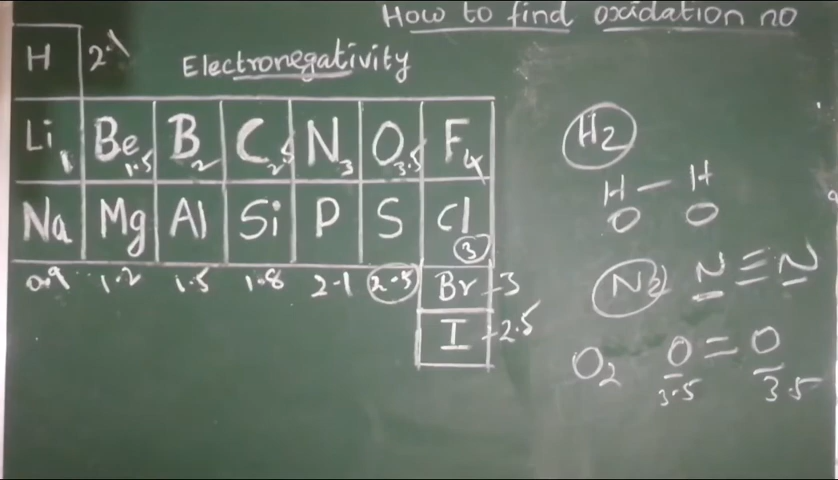 How to find oxidation no
H 2.1
Electronegativity
Li 1 Be 1.5 B 2 C 2.5 N 3 O 3.5 F 4
Na Mg Al Si P S Cl 3
0.9 1.2 1.5 1.8 2.1 2.5 Br - 3
I - 2.5
H2
H – H
0 0
N2 N ≡ N
O2 O = O
3.5 3.5